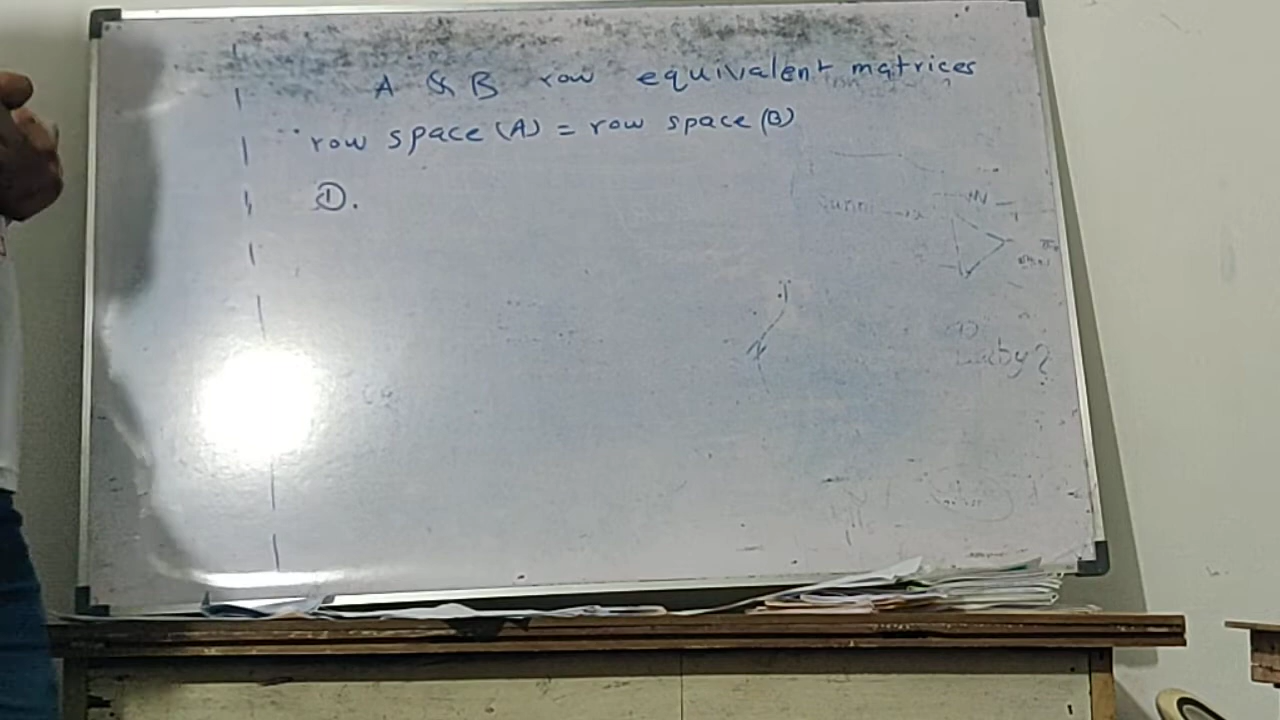 A & B row equivalent matrices
row space (A) = row space (B)
①.